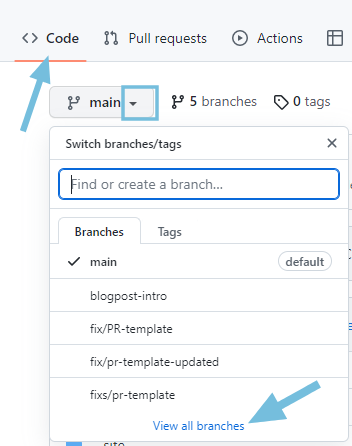 Code Pull requests Actions
main 5 branches 0 tags
Switch branches/tags
Find or create a branch...
Branches Tags
main default
blogpost-intro
fix/PR-template
fix/pr-template-updated
fixs/pr-template
View all branches